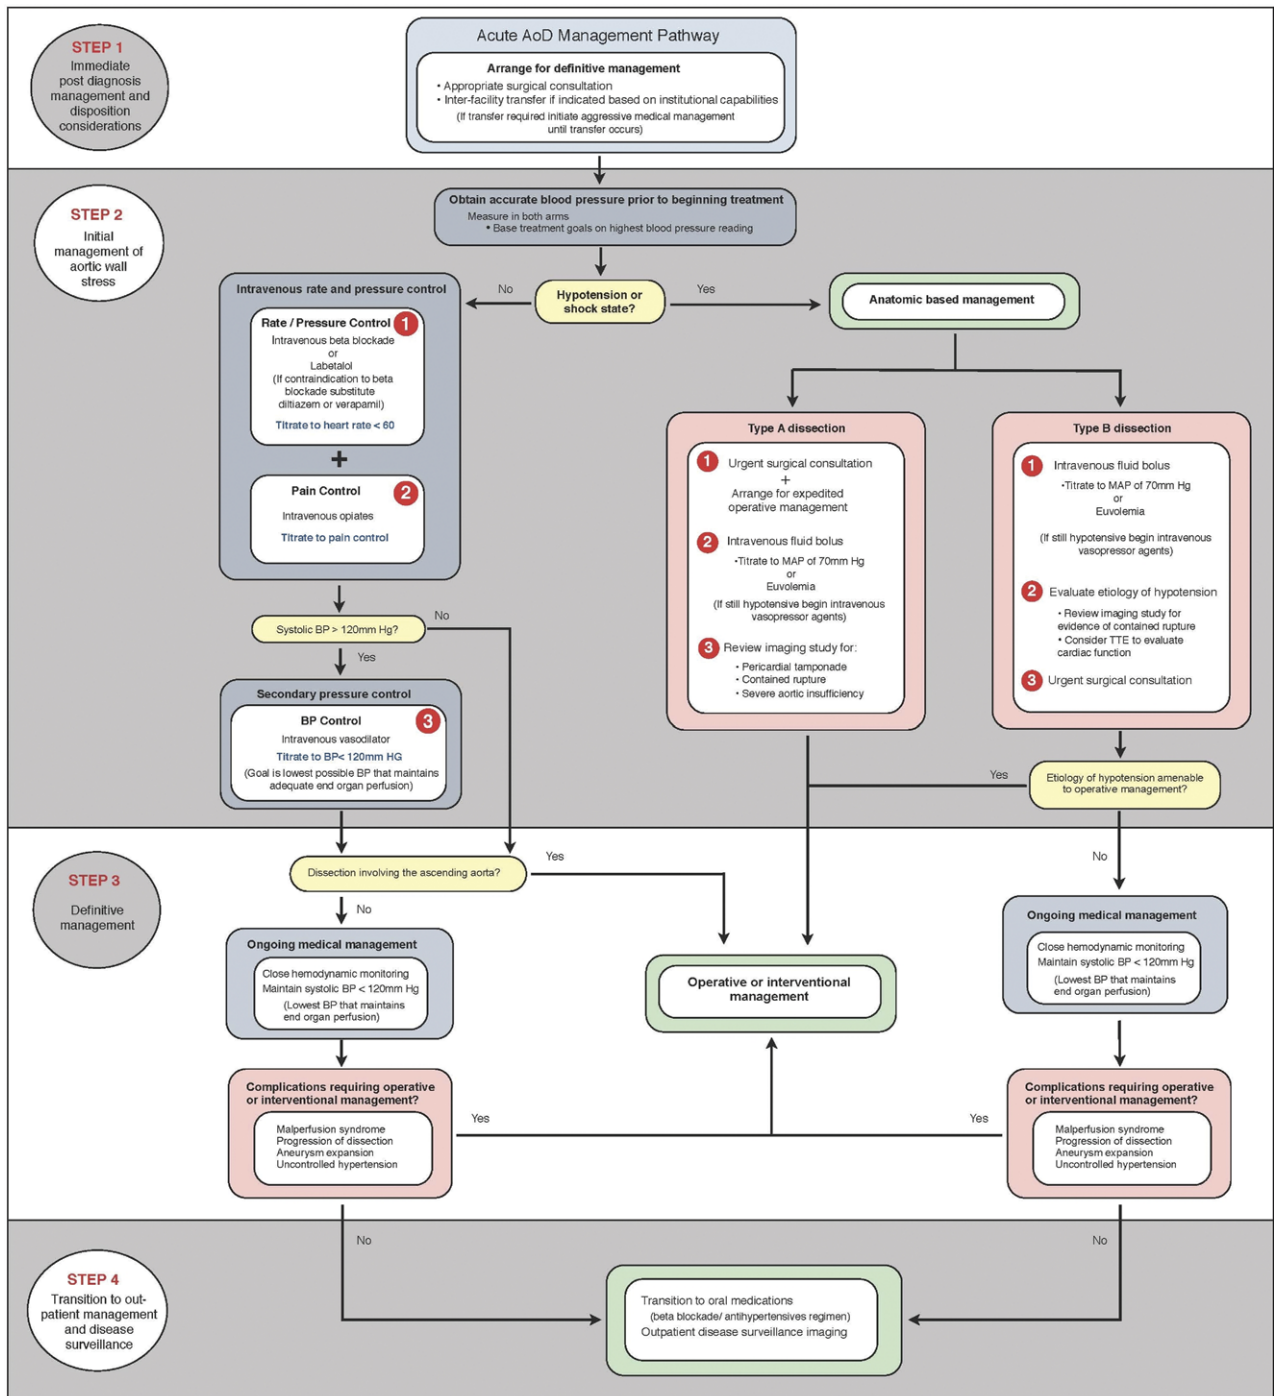 STEP 1
Immediate
post diagnosis
management and
disposition
considerations
Acute AoD Management Pathway
Arrange for definitive management
• Appropriate surgical consultation
• Inter-facility transfer if indicated based on institutional capabilities
(If transfer required initiate aggressive medical management
until transfer occurs)
STEP 2
Initial
management of
aortic wall
stress
Obtain accurate blood pressure prior to beginning treatment
Measure in both arms
• Base treatment goals on highest blood pressure reading
Hypotension or
shock state?
No
Yes
Intravenous rate and pressure control
Rate / Pressure Control
1
Intravenous beta blockade
or
Labetalol
(If contraindication to beta
blockade substitute
diltiazem or verapamil)
Titrate to heart rate < 60
+
Pain Control
2
Intravenous opiates
Titrate to pain control
Systolic BP > 120mm Hg?
No
Yes
Secondary pressure control
BP Control
3
Intravenous vasodilator
Titrate to BP< 120mm HG
(Goal is lowest possible BP that maintains
adequate end organ perfusion)
Anatomic based management
Type A dissection
1 Urgent surgical consultation
+
Arrange for expedited
operative management
2 Intravenous fluid bolus
•Titrate to MAP of 70mm Hg
or
Euvolemia
(If still hypotensive begin intravenous
vasopressor agents)
3 Review imaging study for:
• Pericardial tamponade
• Contained rupture
• Severe aortic insufficiency
Type B dissection
1 Intravenous fluid bolus
•Titrate to MAP of 70mm Hg
or
Euvolemia
(If still hypotensive begin intravenous
vasopressor agents)
2 Evaluate etiology of hypotension
• Review imaging study for
evidence of contained rupture
• Consider TTE to evaluate
cardiac function
3 Urgent surgical consultation
Etiology of hypotension amenable
to operative management?
Yes
No
STEP 3
Definitive
management
Dissection involving the ascending aorta?
Yes
No
Ongoing medical management
Close hemodynamic monitoring
Maintain systolic BP < 120mm Hg
(Lowest BP that maintains
end organ perfusion)
Operative or interventional
management
Ongoing medical management
Close hemodynamic monitoring
Maintain systolic BP < 120mm Hg
(Lowest BP that maintains
end organ perfusion)
Complications requiring operative
or interventional management?
Malperfusion syndrome
Progression of dissection
Aneurysm expansion
Uncontrolled hypertension
Yes
Yes
Complications requiring operative
or interventional management?
Malperfusion syndrome
Progression of dissection
Aneurysm expansion
Uncontrolled hypertension
No
No
STEP 4
Transition to out-
patient management
and disease
surveillance
Transition to oral medications
(beta blockade/ antihypertensives regimen)
Outpatient disease surveillance imaging